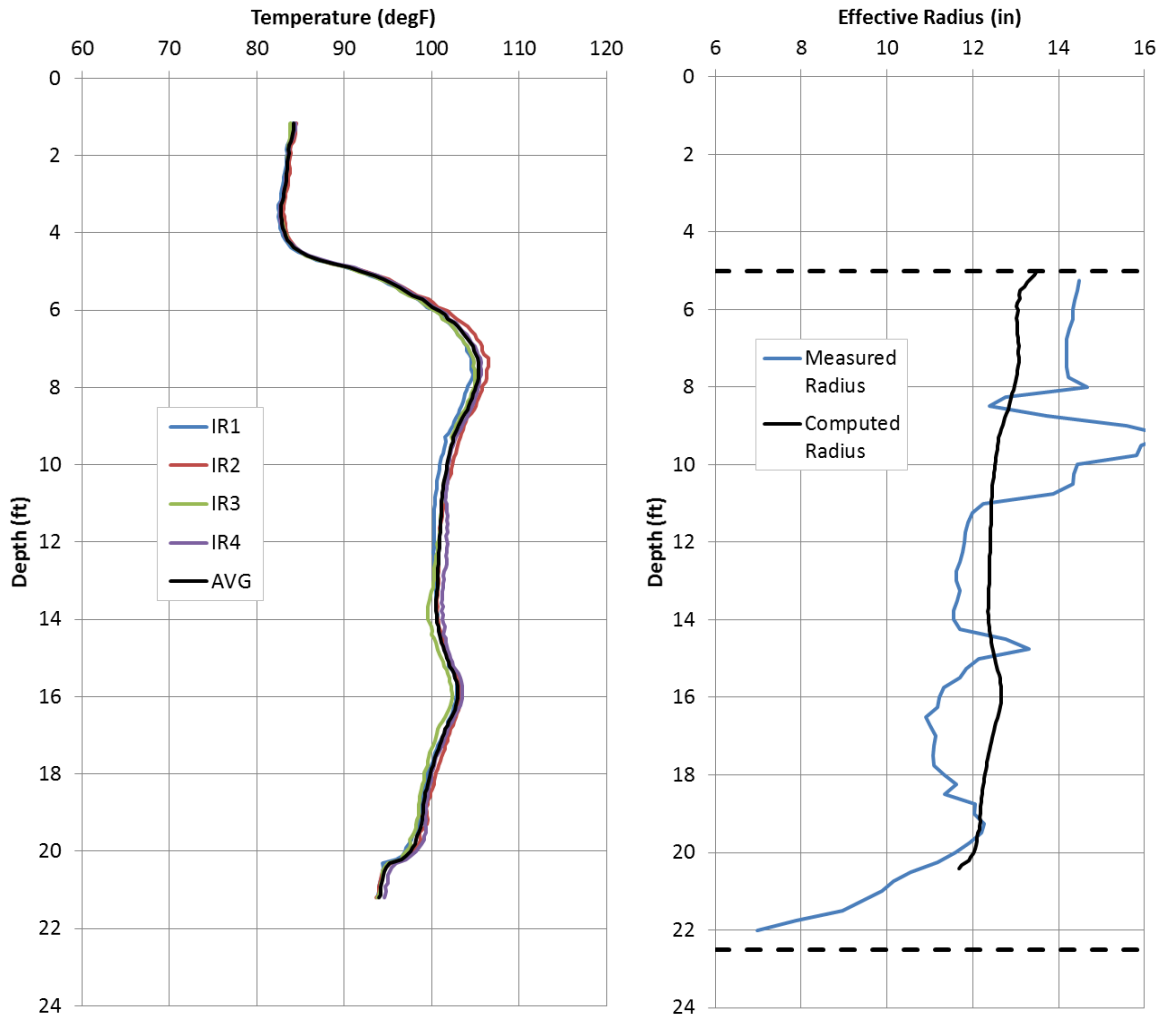 Temperature (degF)
60 70 80 90 100 110 120
0
2
4
6
8
10
12
14
16
18
20
22
24
Depth (ft)
IR1
IR2
IR3
IR4
AVG
Effective Radius (in)
6 8 10 12 14 16
0
2
4
6
8
10
12
14
16
18
20
22
24
Depth (ft)
Measured
Radius
Computed
Radius